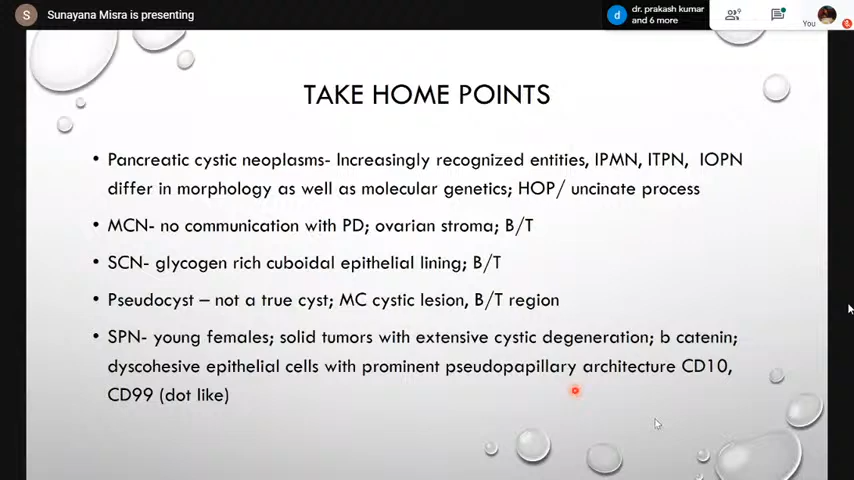 S Sunayana Misra is presenting
d dr. prakash kumar
and 6 more
9
You
TAKE HOME POINTS
• Pancreatic cystic neoplasms- Increasingly recognized entities, IPMN, ITPN, IOPN
differ in morphology as well as molecular genetics; HOP/ uncinate process
• MCN- no communication with PD; ovarian stroma; B/T
• SCN- glycogen rich cuboidal epithelial lining; B/T
• Pseudocyst – not a true cyst; MC cystic lesion, B/T region
• SPN- young females; solid tumors with extensive cystic degeneration; b catenin;
dyscohesive epithelial cells with prominent pseudopapillary architecture CD10,
CD99 (dot like)